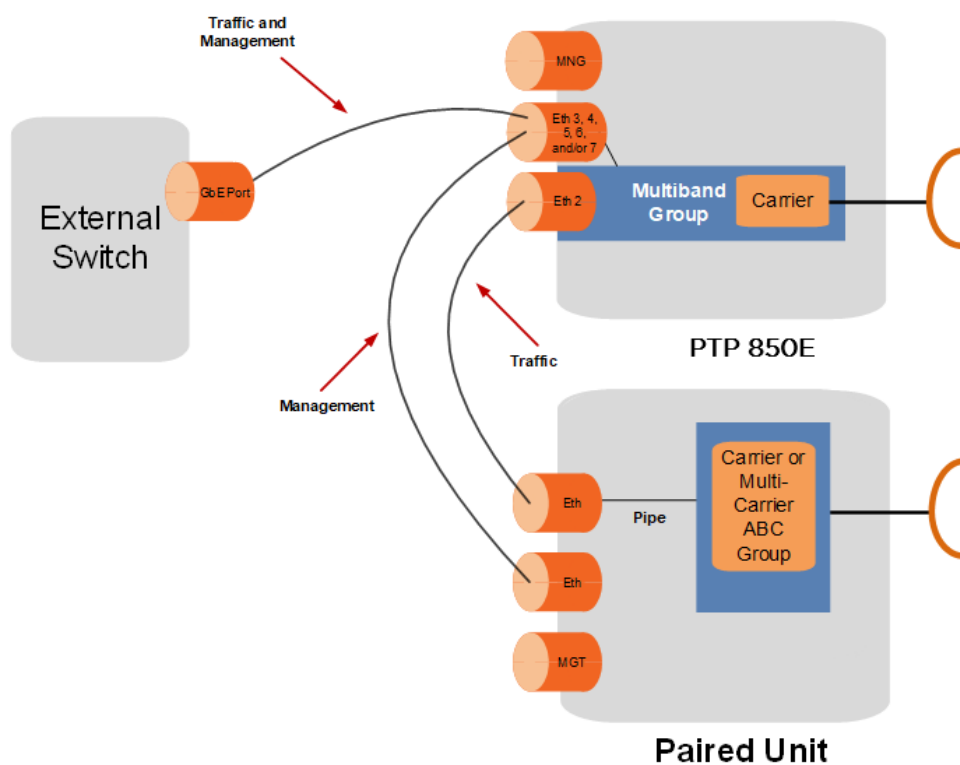 Traffic and
Management
MNG
Eth 3, 4,
5, 6,
and/or 7
GbE Port
External
Switch
Eth 2
Multiband
Group
Carrier
PTP 850E
Traffic
Management
Eth
Pipe
Carrier or
Multi-
Carrier
ABC
Group
Eth
MGT
Paired Unit